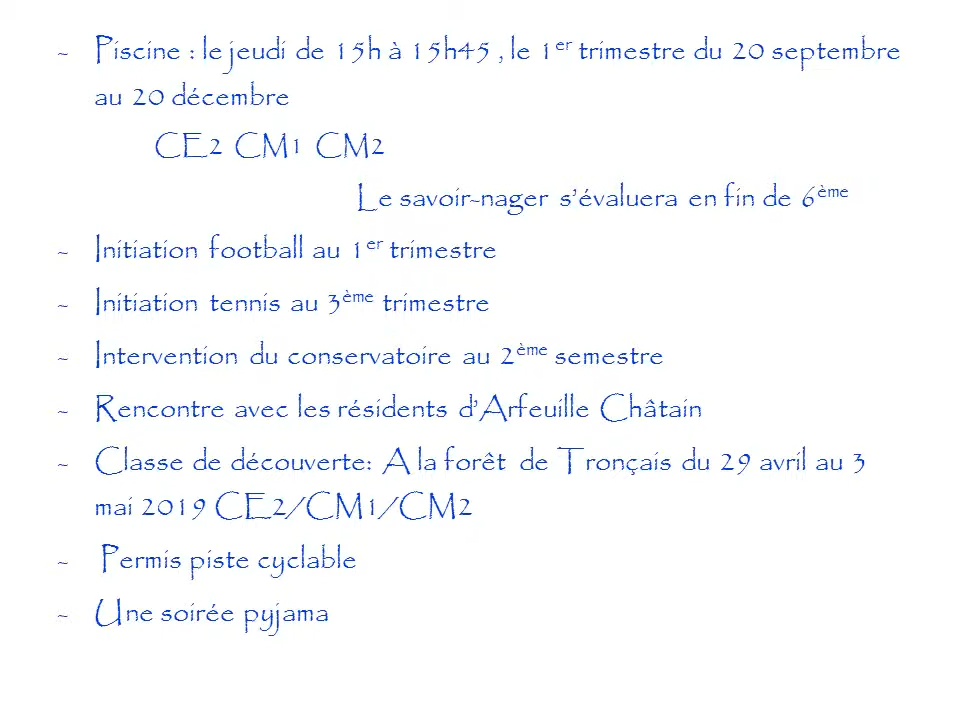 - Piscine : le jeudi de 15h à 15h45 , le 1er trimestre du 20 septembre
au 20 décembre
CE2 CM1 CM2
Le savoir-nager s’évaluera en fin de 6ème
- Initiation football au 1er trimestre
- Initiation tennis au 3ème trimestre
- Intervention du conservatoire au 2ème semestre
- Rencontre avec les résidents d’Arfeuille Châtain
- Classe de découverte: A la forêt de Tronçais du 29 avril au 3
mai 2019 CE2/CM1/CM2
- Permis piste cyclable
- Une soirée pyjama